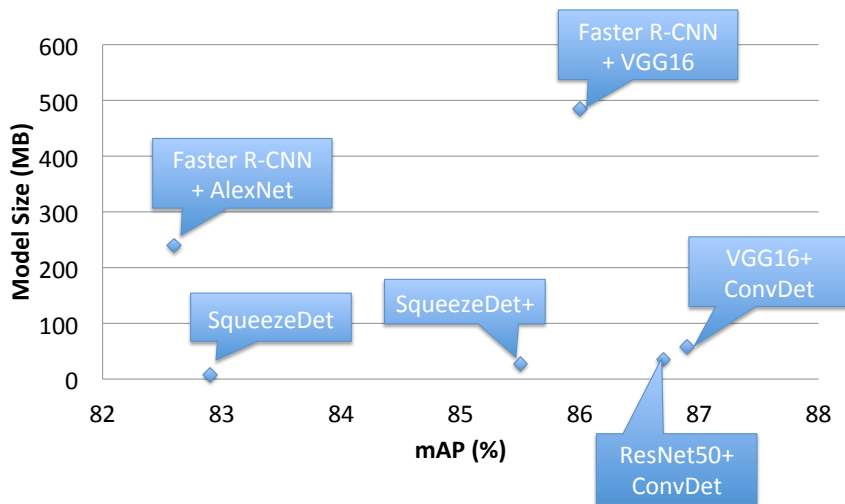 Faster R-CNN
+ VGG16
Faster R-CNN
+ AlexNet
VGG16+
ConvDet
SqueezeDet+
SqueezeDet
ResNet50+
ConvDet
Model Size (MB)
600
500
400
300
200
100
0
82 83 84 85 86 87 88
mAP (%)